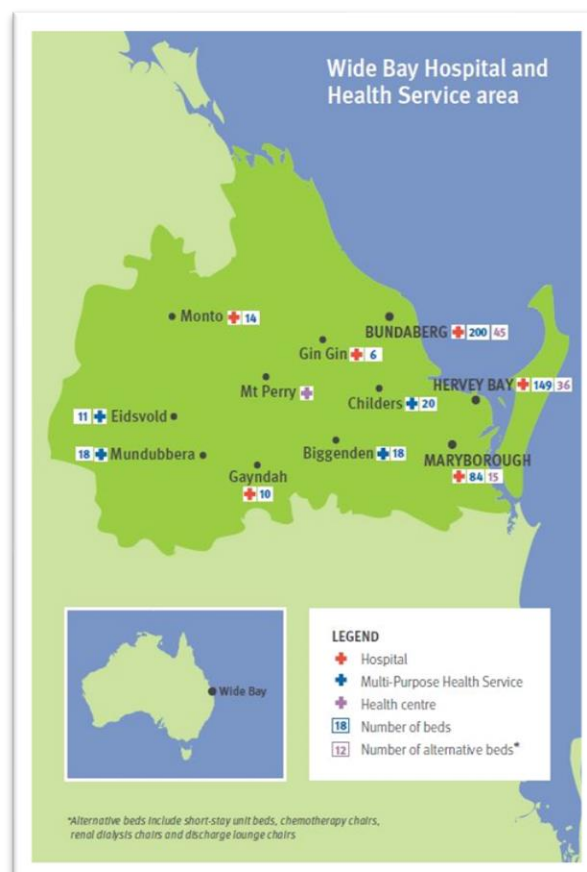 Wide Bay Hospital and
Health Service area
Monto 14
BUNDABERG 200 45
Gin Gin 6
Mt Perry
HERVEY BAY 149 36
Childers 20
11 Eidsvold
18 Mundubbera
Biggenden 18
MARYBOROUGH
84 15
Gayndah
10
Wide Bay
LEGEND
Hospital
Multi-Purpose Health Service
Health centre
18 Number of beds
12 Number of alternative beds*
*Alternative beds include short-stay unit beds, chemotherapy chairs,
renal dialysis chairs and discharge lounge chairs